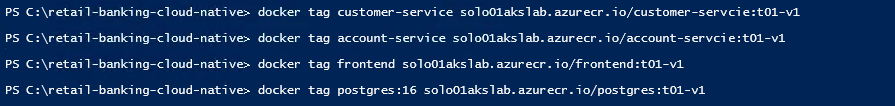 PS C:\retail-banking-cloud-native> docker tag customer-service solo01akslab.azurecr.io/customer-servcie:t01-v1
PS C:\retail-banking-cloud-native> docker tag account-service solo01akslab.azurecr.io/account-servcie:t01-v1
PS C:\retail-banking-cloud-native> docker tag frontend solo01akslab.azurecr.io/frontend:t01-v1
PS C:\retail-banking-cloud-native> docker tag postgres:16 solo01akslab.azurecr.io/postgres:t01-v1